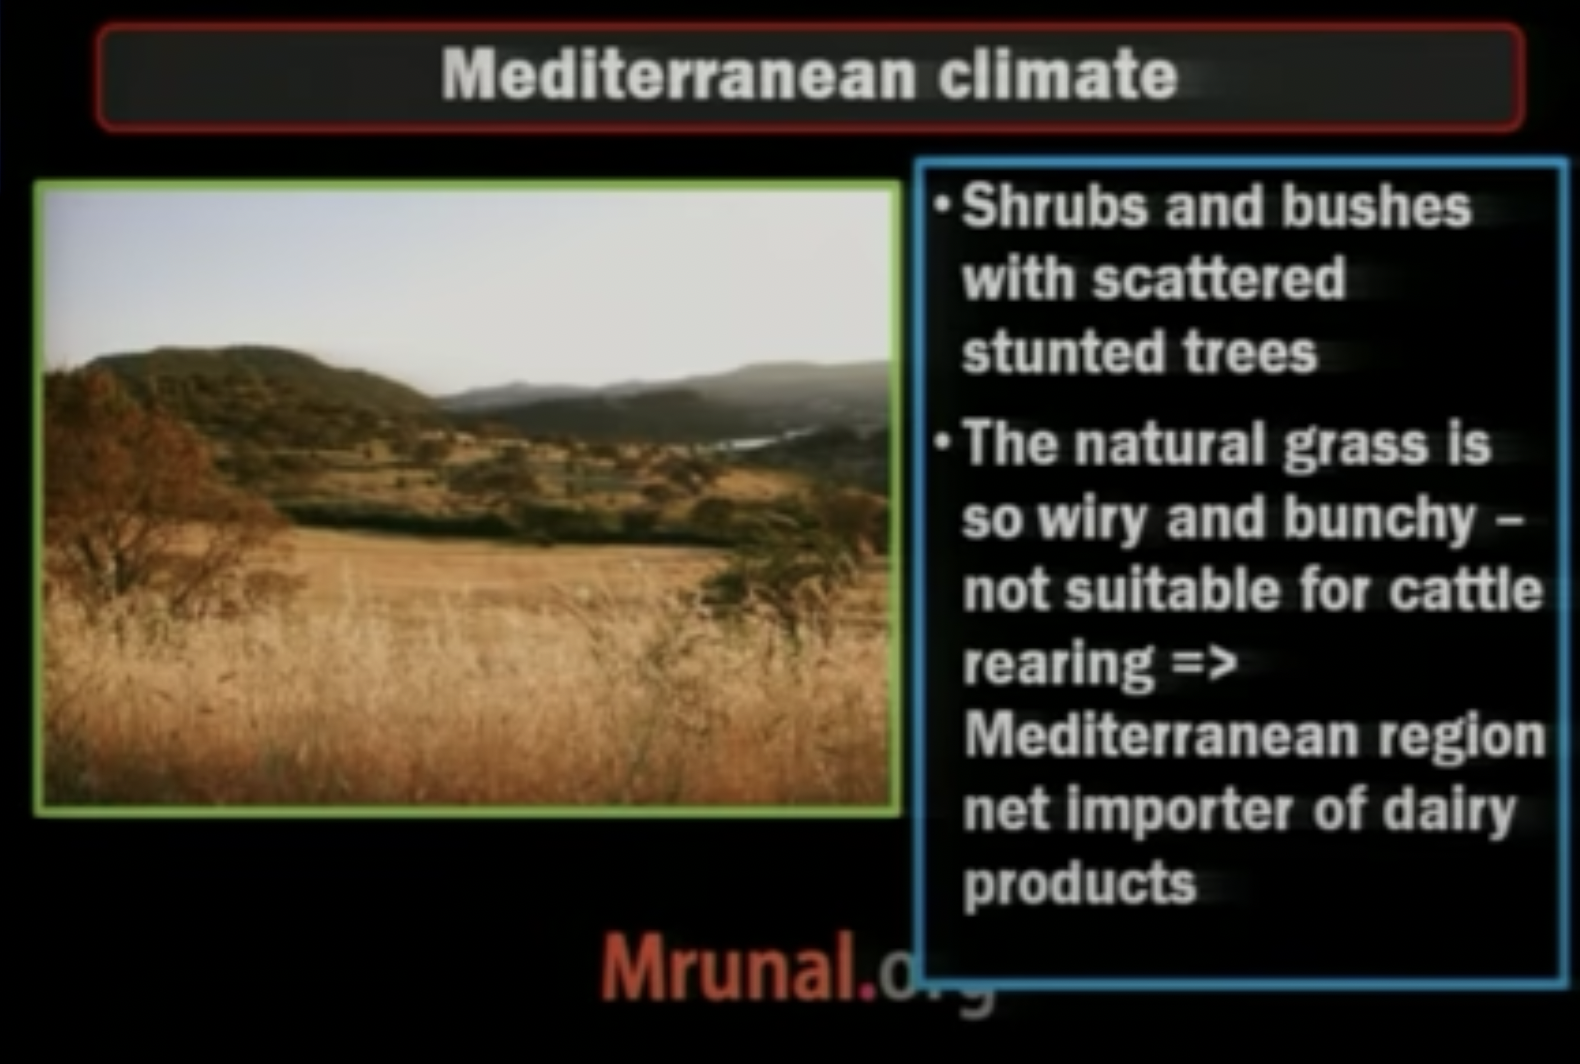 Mediterranean climate
• Shrubs and bushes
with scattered
stunted trees
• The natural grass is
so wiry and bunchy –
not suitable for cattle
rearing =>
Mediterranean region
net importer of dairy
products
Mrunal.org